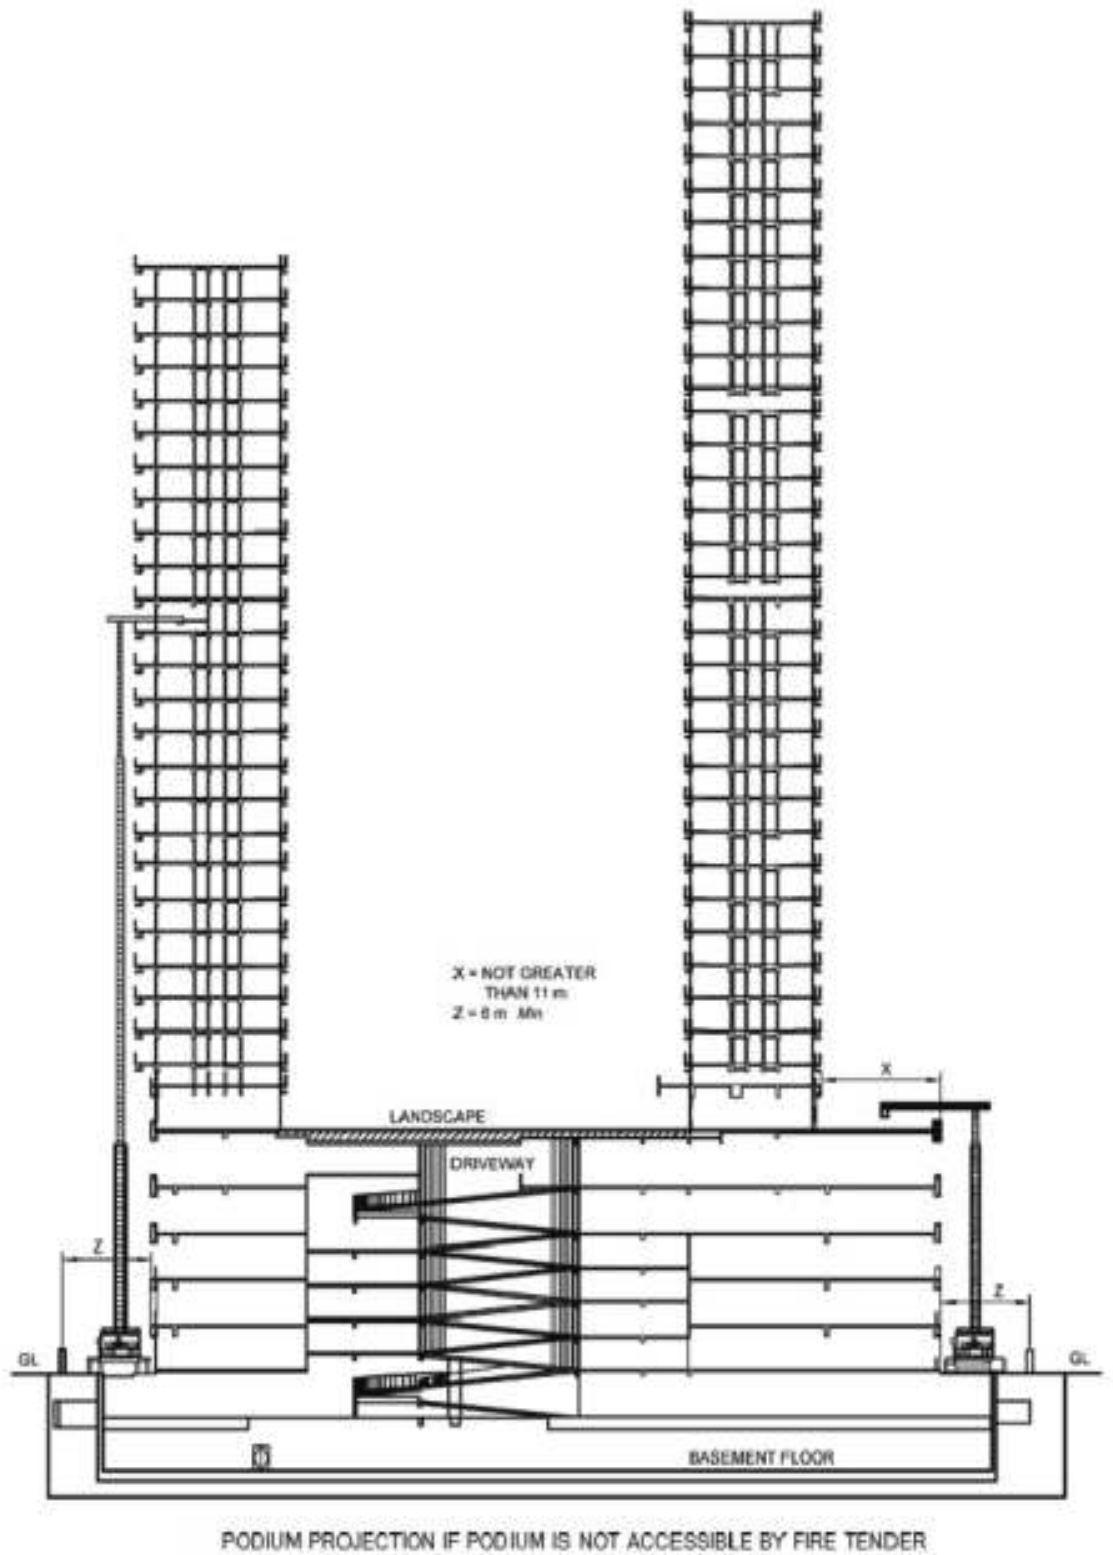 X = NOT GREATER
THAN 11 m
Z = 6 m Min
X
LANDSCAPE
DRIVEWAY
Z
Z
GL
GL
BASEMENT FLOOR
PODIUM PROJECTION IF PODIUM IS NOT ACCESSIBLE BY FIRE TENDER